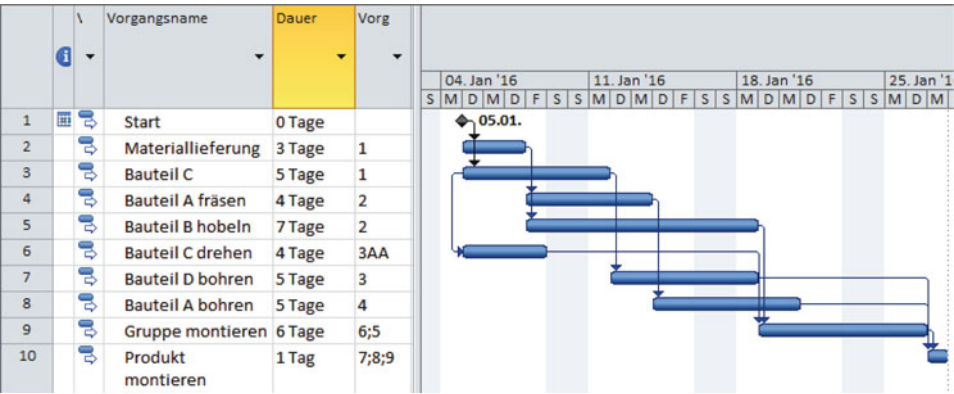 \ Vorgangsname Dauer Vorg
04. Jan '16 11. Jan '16 18. Jan '16 25. Jan '1
S M D M D F S S M D M D F S S M D M D F S S M D M
1 Start 0 Tage 05.01.
2 Materiallieferung 3 Tage 1
3 Bauteil C 5 Tage 1
4 Bauteil A fräsen 4 Tage 2
5 Bauteil B hobeln 7 Tage 2
6 Bauteil C drehen 4 Tage 3AA
7 Bauteil D bohren 5 Tage 3
8 Bauteil A bohren 5 Tage 4
9 Gruppe montieren 6 Tage 6;5
10 Produkt 1 Tag 7;8;9
montieren